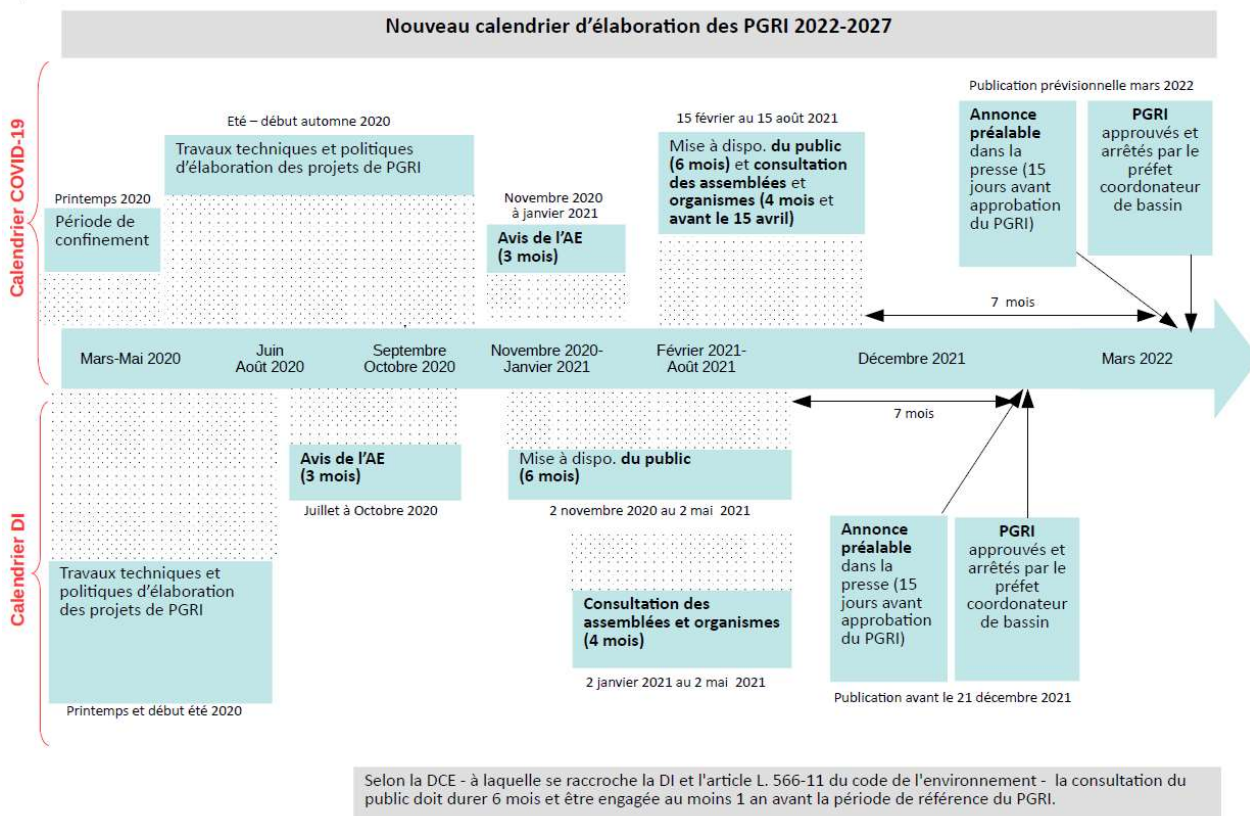 Nouveau calendrier d'élaboration des PGRI 2022-2027
Calendrier COVID-19
Printemps 2020
Période de
confinement
Eté – début automne 2020
Travaux techniques et politiques
d'élaboration des projets de PGRI
Novembre 2020
à janvier 2021
Avis de l'AE
(3 mois)
15 février au 15 août 2021
Mise à dispo. du public
(6 mois) et consultation
des assemblées et
organismes (4 mois et
avant le 15 avril)
Publication prévisionnelle mars 2022
Annonce
préalable
dans la
presse (15
jours avant
approbation
du PGRI)
PGRI
approuvés et
arrêtés par le
préfet
coordonateur
de bassin
7 mois
Mars-Mai 2020
Juin
Août 2020
Septembre
Octobre 2020
Novembre 2020-
Janvier 2021
Février 2021-
Août 2021
Décembre 2021
Mars 2022
Calendrier DI
7 mois
Travaux techniques et
politiques d'élaboration
des projets de PGRI
Printemps et début été 2020
Avis de l'AE
(3 mois)
Juillet à Octobre 2020
Mise à dispo. du public
(6 mois)
2 novembre 2020 au 2 mai 2021
Consultation des
assemblées et organismes
(4 mois)
2 janvier 2021 au 2 mai 2021
Annonce
préalable
dans la
presse (15
jours avant
approbation
du PGRI)
PGRI
approuvés et
arrêtés par le
préfet
coordonateur
de bassin
Publication avant le 21 décembre 2021
Selon la DCE - à laquelle se raccroche la DI et l'article L. 566-11 du code de l'environnement - la consultation du
public doit durer 6 mois et être engagée au moins 1 an avant la période de référence du PGRI.